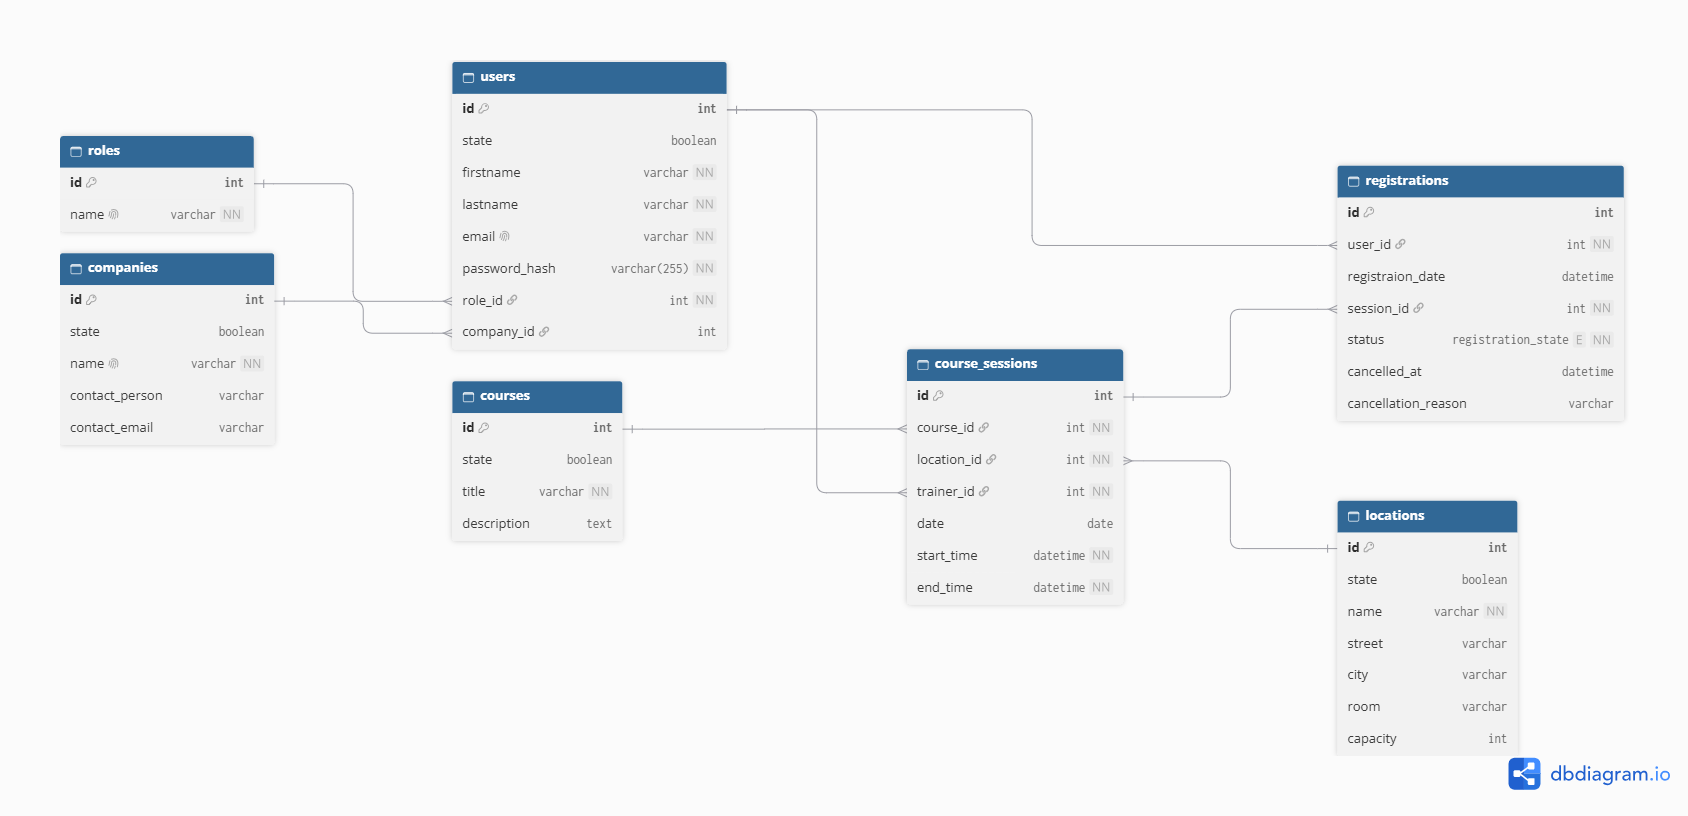 roles
id int
name varchar NN
companies
id int
state boolean
name varchar NN
contact_person varchar
contact_email varchar
users
id int
state boolean
firstname varchar NN
lastname varchar NN
email varchar NN
password_hash varchar(255) NN
role_id int NN
company_id int
courses
id int
state boolean
title varchar NN
description text
course_sessions
id int
course_id int NN
location_id int NN
trainer_id int NN
date date
start_time datetime NN
end_time datetime NN
registrations
id int
user_id int NN
registraion_date datetime
session_id int NN
status registration_state E NN
cancelled_at datetime
cancellation_reason varchar
locations
id int
state boolean
name varchar NN
street varchar
city varchar
room varchar
capacity int
dbdiagram.io